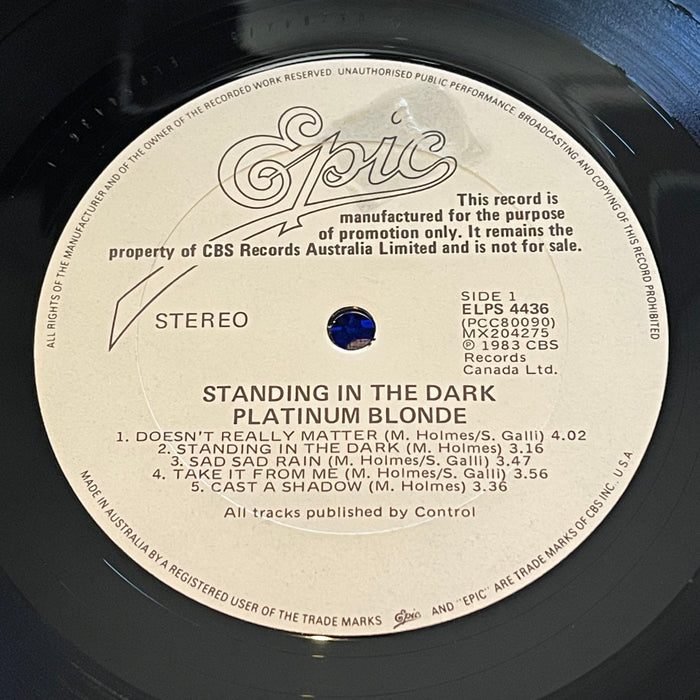 ALL RIGHTS OF THE MANUFACTURER AND OF THE OWNER OF THE RECORDED WORK RESERVED. UNAUTHORISED PUBLIC PERFORMANCE, BROADCASTING AND COPYING OF THIS RECORD PROHIBITED
Epic
This record is
manufactured for the purpose
of promotion only. It remains the
property of CBS Records Australia Limited and is not for sale.
STEREO
SIDE 1
ELPS 4436
(PCC80090)
MX204275
℗ 1983 CBS
Records
Canada Ltd.
STANDING IN THE DARK
PLATINUM BLONDE
1. DOESN'T REALLY MATTER (M. Holmes/S. Galli) 4.02
2. STANDING IN THE DARK (M. Holmes) 3.16
3. SAD SAD RAIN (M. Holmes/S. Galli) 3.47
4. TAKE IT FROM ME (M. Holmes/S. Galli) 3.56
5. CAST A SHADOW (M. Holmes) 3.36
All tracks published by Control
MADE IN AUSTRALIA BY A REGISTERED USER OF THE TRADE MARKS Epic AND "EPIC" ARE TRADE MARKS OF CBS INC. U.S.A.